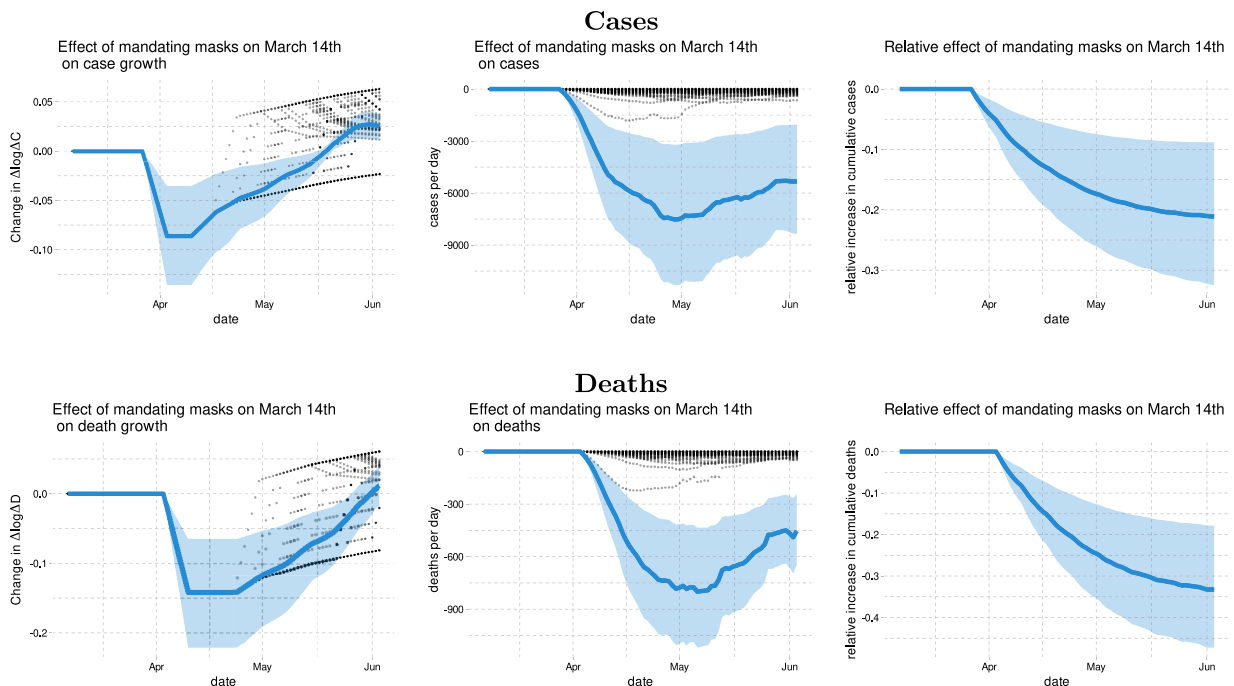 Cases
Effect of mandating masks on March 14th
on case growth
Change in ΔlogΔC
0.05
0.00
-0.05
-0.10
Apr
May
Jun
date
Effect of mandating masks on March 14th
on cases
cases per day
0
-3000
-6000
-9000
Apr
May
Jun
date
Relative effect of mandating masks on March 14th
relative increase in cumulative cases
0.0
-0.1
-0.2
-0.3
Apr
May
Jun
date
Deaths
Effect of mandating masks on March 14th
on death growth
Change in ΔlogΔD
0.0
-0.1
-0.2
Apr
May
Jun
date
Effect of mandating masks on March 14th
on deaths
deaths per day
0
-300
-600
-900
Apr
May
Jun
date
Relative effect of mandating masks on March 14th
relative increase in cumulative deaths
0.0
-0.1
-0.2
-0.3
-0.4
Apr
May
Jun
date